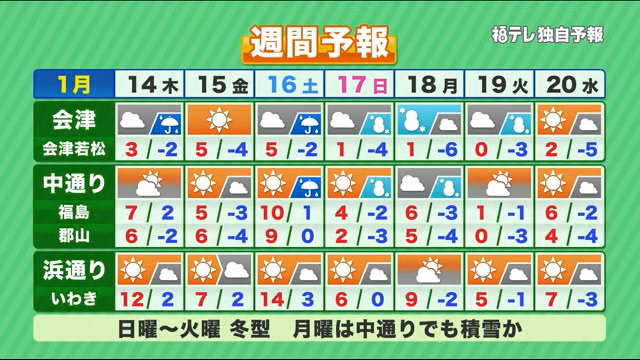 福テレ独自予報
週間予報
1月 14木 15金 16土 17日 18月 19火 20水
会津
会津若松 3/-2 5/-4 5/-2 1/-4 1/-6 0/-3 2/-5
中通り
福島 7/2 5/-3 10/1 4/-2 6/-3 1/-1 6/-2
郡山 6/-2 6/-4 9/0 2/-3 5/-4 0/-3 4/-4
浜通り
いわき 12/2 7/2 14/3 6/0 9/-2 5/-1 7/-3
日曜～火曜 冬型 月曜は中通りでも積雪か